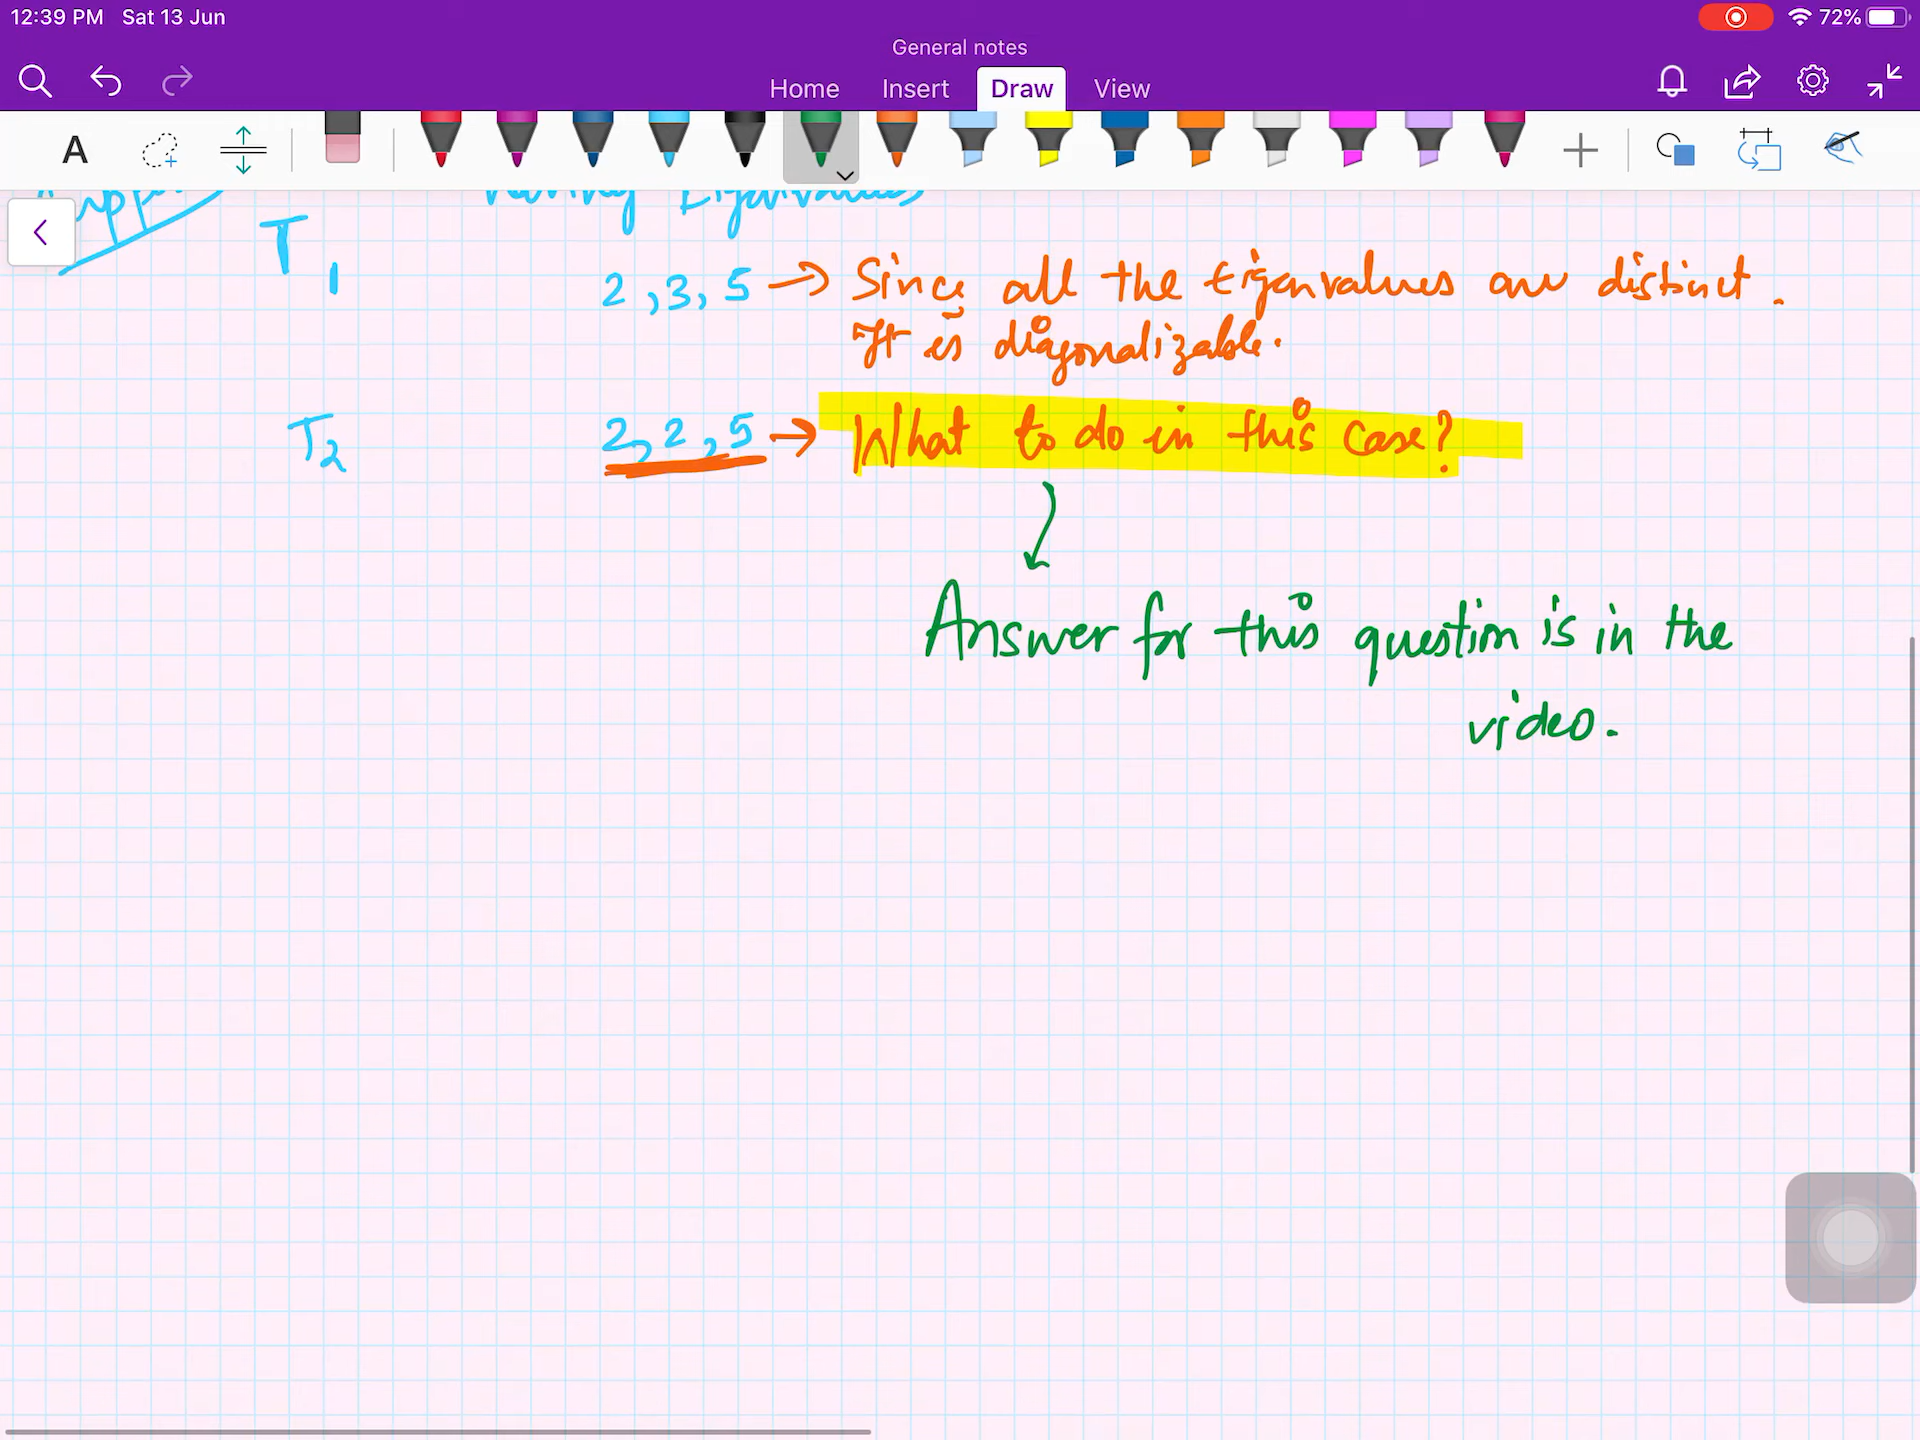 12:39 PM Sat 13 Jun
72%
General notes
Home Insert Draw View
A
having Eigenvalues
T1 2, 3, 5 → Since all the Eigenvalues are distinct.
It is diagonalizable.
T2 2, 2, 5 → What to do in this case?
Answer for this question is in the
video.